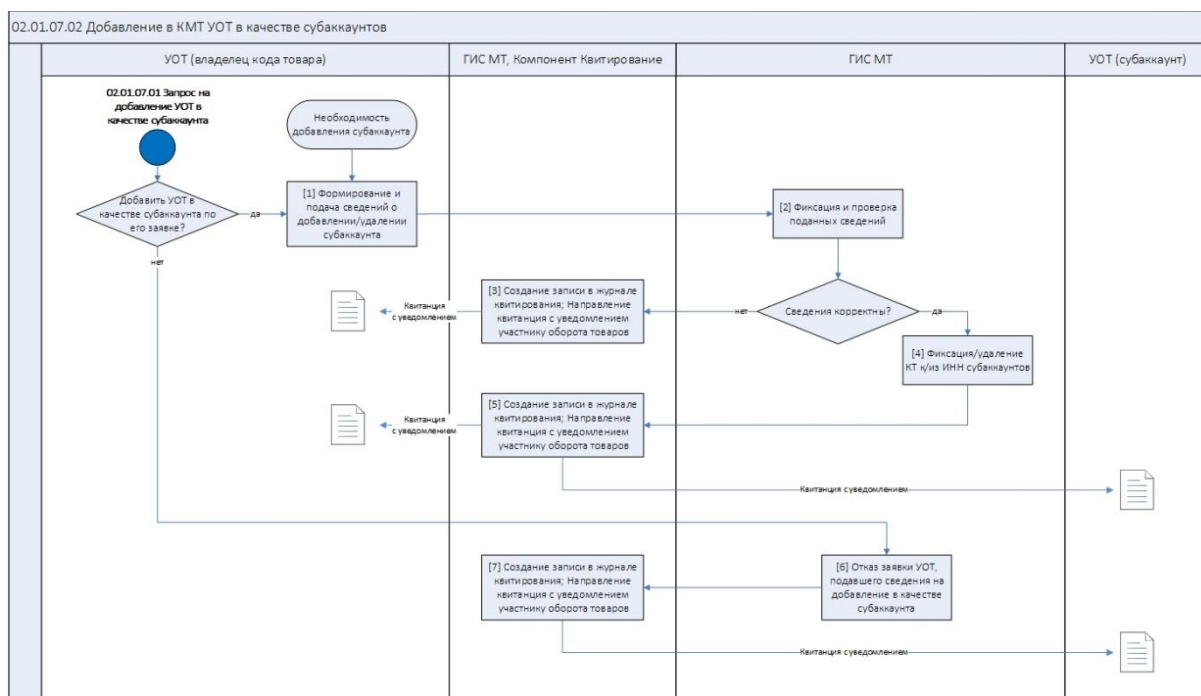 02.01.07.02 Добавление в КМТ УОТ в качестве субаккаунтов
УОТ (владелец кода товара)
ГИС МТ, Компонент Квитирование
ГИС МТ
УОТ (субаккаунт)
02.01.07.01 Запрос на
добавление УОТ в
качестве субаккаунта
Необходимость
добавления субаккаунта
Добавить УОТ в
качестве субаккаунта по
его заявке?
да
нет
[1] Формирование и
подача сведений о
добавлении/удалении
субаккаунта
[2] Фиксация и проверка
поданных сведений
Сведения корректны?
нет
да
[3] Создание записи в журнале
квитирования; Направление
квитанция с уведомлением
участнику оборота товаров
Квитанция
с уведомлением
[4] Фиксация/удаление
КТ к/из ИНН субаккаунтов
[5] Создание записи в журнале
квитирования; Направление
квитанция с уведомлением
участнику оборота товаров
Квитанция
с уведомлением
Квитанция с уведомлением
[6] Отказ заявки УОТ,
подавшего сведения на
добавление в качестве
субаккаунта
[7] Создание записи в журнале
квитирования; Направление
квитанция с уведомлением
участнику оборота товаров
Квитанция с уведомлением